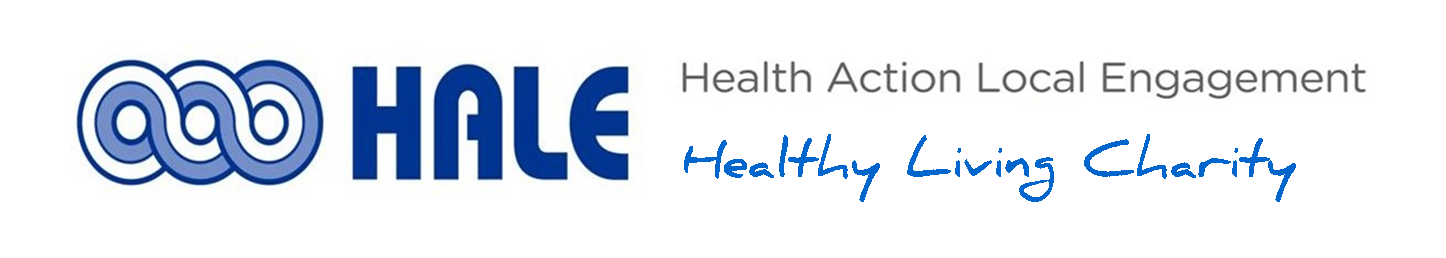 HALE
Health Action Local Engagement
Healthy Living Charity